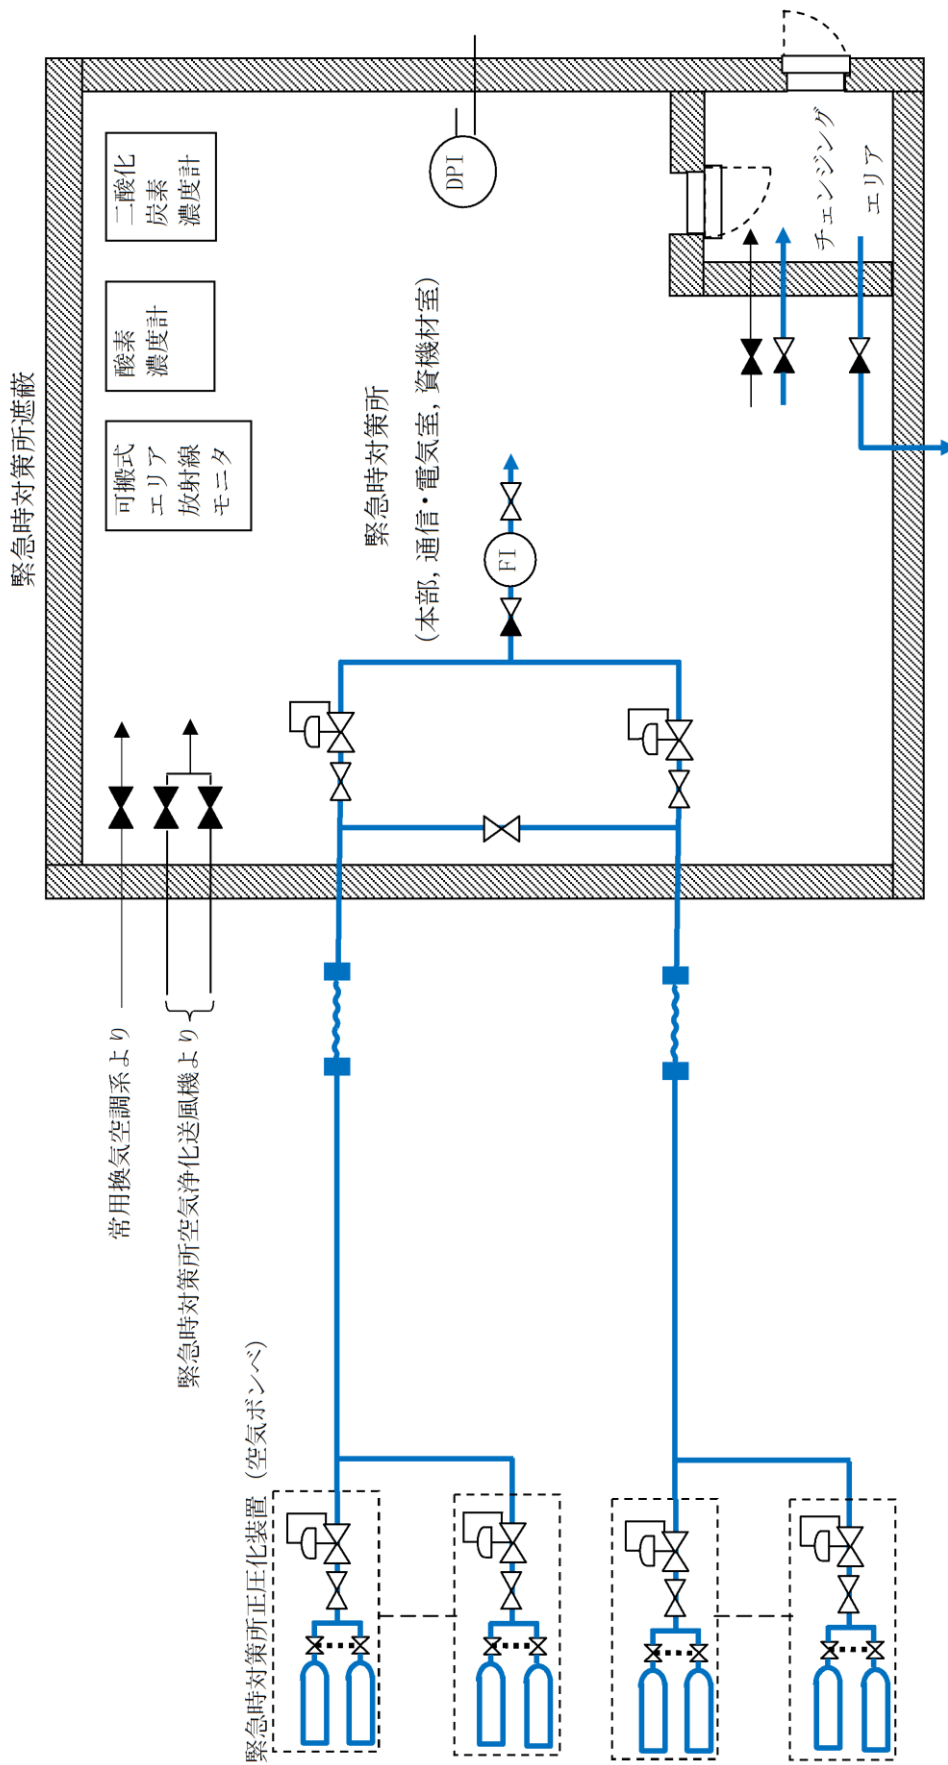 緊急時対策所遮蔽
二酸化
炭素
濃度計
酸素
濃度計
可搬式
エリア
放射線
モニタ
DPI
緊急時対策所
(本部, 通信・電気室, 資機材室)
FI
チェンジング
エリア
常用換気空調系より
緊急時対策所空気浄化送風機より
緊急時対策所正圧化装置 (空気ボンベ)